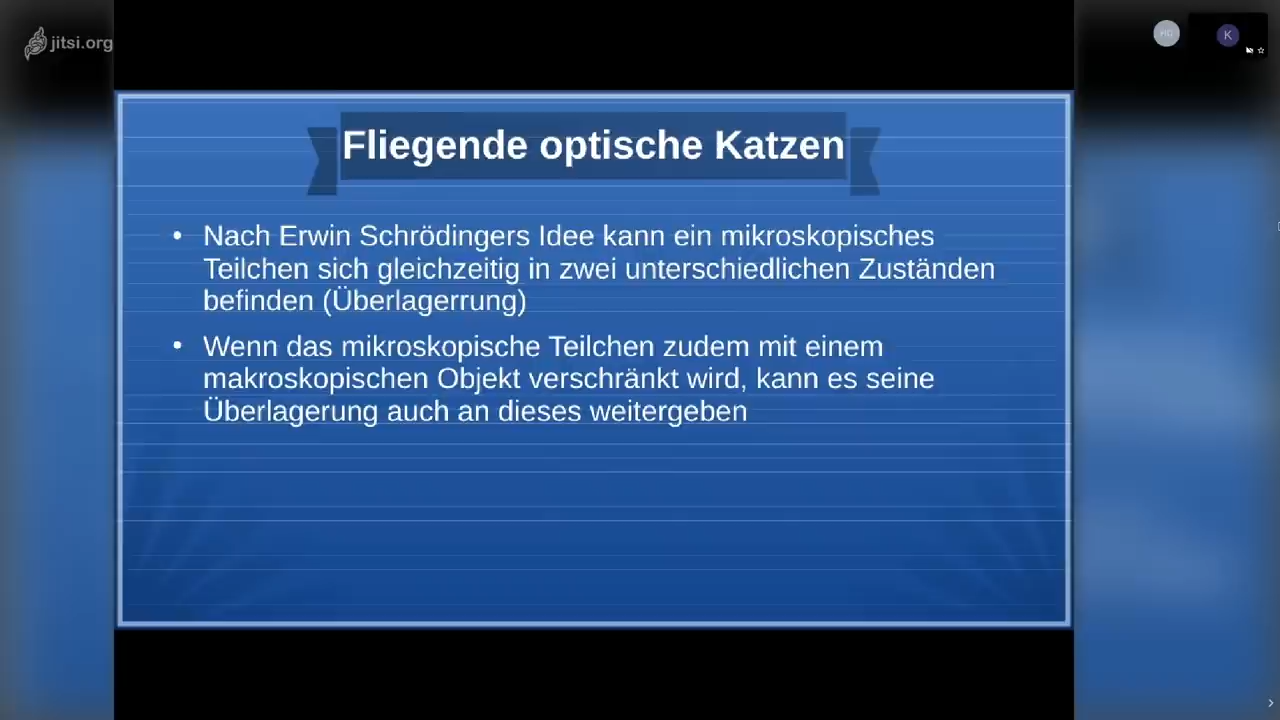 jitsi.org
HG
K
Fliegende optische Katzen
• Nach Erwin Schrödingers Idee kann ein mikroskopisches
Teilchen sich gleichzeitig in zwei unterschiedlichen Zuständen
befinden (Überlagerrung)
• Wenn das mikroskopische Teilchen zudem mit einem
makroskopischen Objekt verschränkt wird, kann es seine
Überlagerung auch an dieses weitergeben